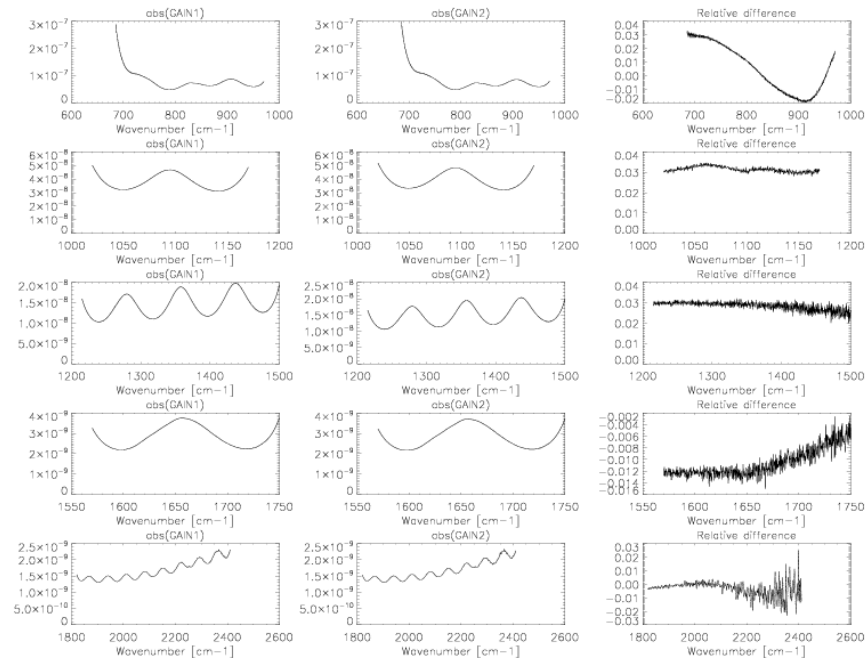 abs(GAIN1) abs(GAIN2) Relative difference
3×10⁻⁷ 3×10⁻⁷ 0.04
0.03
2×10⁻⁷ 2×10⁻⁷ 0.02
0.01
1×10⁻⁷ 1×10⁻⁷ 0.00
−0.01
0 0 −0.02
600 700 800 900 1000 600 700 800 900 1000 600 700 800 900 1000
Wavenumber [cm−1] Wavenumber [cm−1] Wavenumber [cm−1]
abs(GAIN1) abs(GAIN2) Relative difference
6×10⁻⁸ 6×10⁻⁸ 0.04
5×10⁻⁸ 5×10⁻⁸
4×10⁻⁸ 4×10⁻⁸ 0.03
3×10⁻⁸ 3×10⁻⁸ 0.02
2×10⁻⁸ 2×10⁻⁸
1×10⁻⁸ 1×10⁻⁸ 0.01
0 0 0.00
1000 1050 1100 1150 1200 1000 1050 1100 1150 1200 1000 1050 1100 1150 1200
Wavenumber [cm−1] Wavenumber [cm−1] Wavenumber [cm−1]
abs(GAIN1) abs(GAIN2) Relative difference
2.0×10⁻⁸ 2.5×10⁻⁸ 0.04
1.5×10⁻⁸ 2.0×10⁻⁸ 0.03
1.0×10⁻⁸ 1.5×10⁻⁸ 0.02
5.0×10⁻⁹ 1.0×10⁻⁸ 0.01
5.0×10⁻⁹
0 0 0.00
1200 1300 1400 1500 1200 1300 1400 1500 1200 1300 1400 1500
Wavenumber [cm−1] Wavenumber [cm−1] Wavenumber [cm−1]
abs(GAIN1) abs(GAIN2) Relative difference
4×10⁻⁹ 4×10⁻⁹ −0.002
−0.004
3×10⁻⁹ 3×10⁻⁹ −0.006
−0.008
2×10⁻⁹ 2×10⁻⁹ −0.010
1×10⁻⁹ 1×10⁻⁹ −0.012
−0.014
0 0 −0.016
1550 1600 1650 1700 1750 1550 1600 1650 1700 1750 1550 1600 1650 1700 1750
Wavenumber [cm−1] Wavenumber [cm−1] Wavenumber [cm−1]
abs(GAIN1) abs(GAIN2) Relative difference
2.5×10⁻⁹ 2.5×10⁻⁹ 0.03
2.0×10⁻⁹ 2.0×10⁻⁹ 0.02
1.5×10⁻⁹ 1.5×10⁻⁹ 0.01
1.0×10⁻⁹ 1.0×10⁻⁹ 0.00
5.0×10⁻¹⁰ 5.0×10⁻¹⁰ −0.01
−0.02
0 0 −0.03
1800 2000 2200 2400 2600 1800 2000 2200 2400 2600 1800 2000 2200 2400 2600
Wavenumber [cm−1] Wavenumber [cm−1] Wavenumber [cm−1]